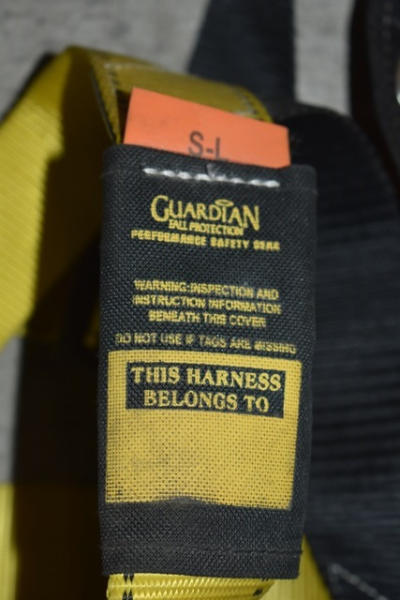 S-L
GUARDIAN
FALL PROTECTION
PERFORMANCE SAFETY GEAR
WARNING:INSPECTION AND
INSTRUCTION INFORMATION
BENEATH THIS COVER
DO NOT USE IF TAGS ARE MISSING
THIS HARNESS
BELONGS TO